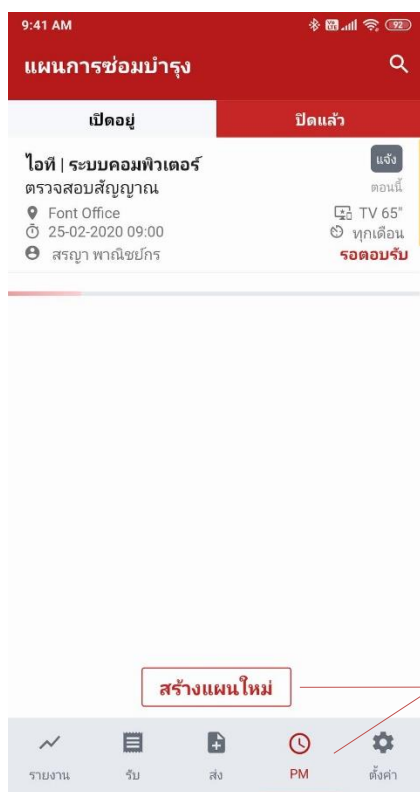 9:41 AM
92
แผนการซ่อมบำรุง
เปิดอยู่
ปิดแล้ว
ไอที | ระบบคอมพิวเตอร์
แจ้ง
ตรวจสอบสัญญาณ
ตอนนี้
Font Office
TV 65"
25-02-2020 09:00
ทุกเดือน
สรญา พาณิชย์กร
รอตอบรับ
สร้างแผนใหม่
รายงาน
รับ
ส่ง
PM
ตั้งค่า